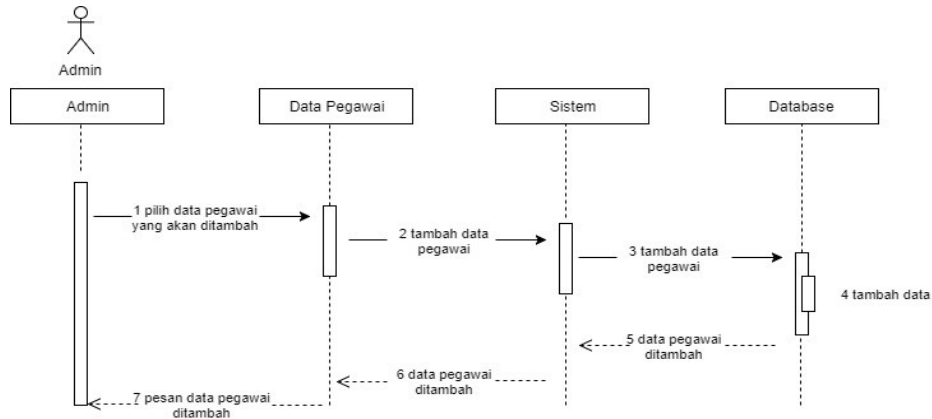 Admin
Admin
Data Pegawai
Sistem
Database
1 pilih data pegawai
yang akan ditambah
2 tambah data
pegawai
3 tambah data
pegawai
4 tambah data
5 data pegawai
ditambah
6 data pegawai
ditambah
7 pesan data pegawai
ditambah